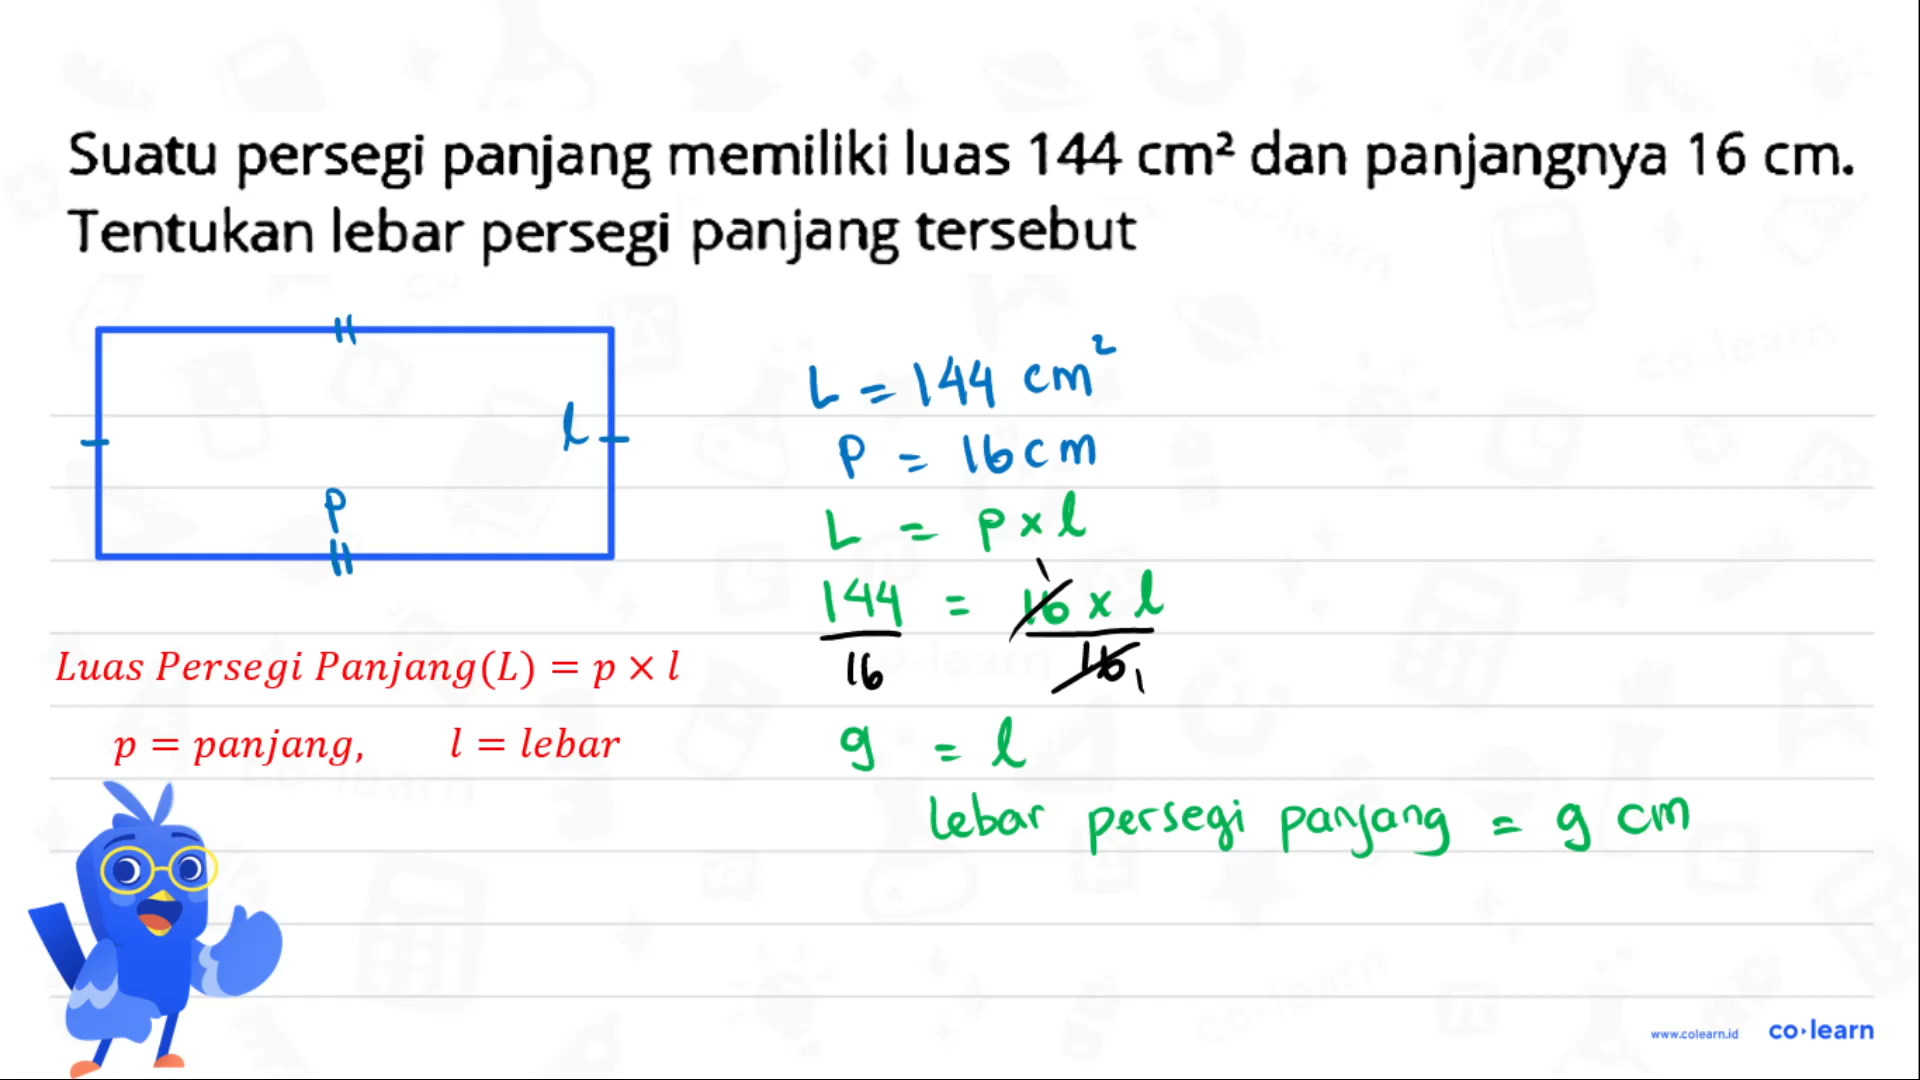 Suatu persegi panjang memiliki luas 144 cm² dan panjangnya 16 cm.
Tentukan lebar persegi panjang tersebut
l
p
Luas Persegi Panjang(L) = p × l
p = panjang, l = lebar
L = 144 cm²
P = 16 cm
L = p × l
144 = 16 × l
16 16
1 1
9 = l
lebar persegi panjang = 9 cm
www.colearn.id co·learn